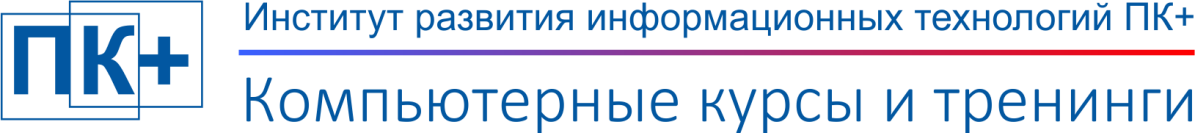 ПК+
Институт развития информационных технологий ПК+
Компьютерные курсы и тренинги